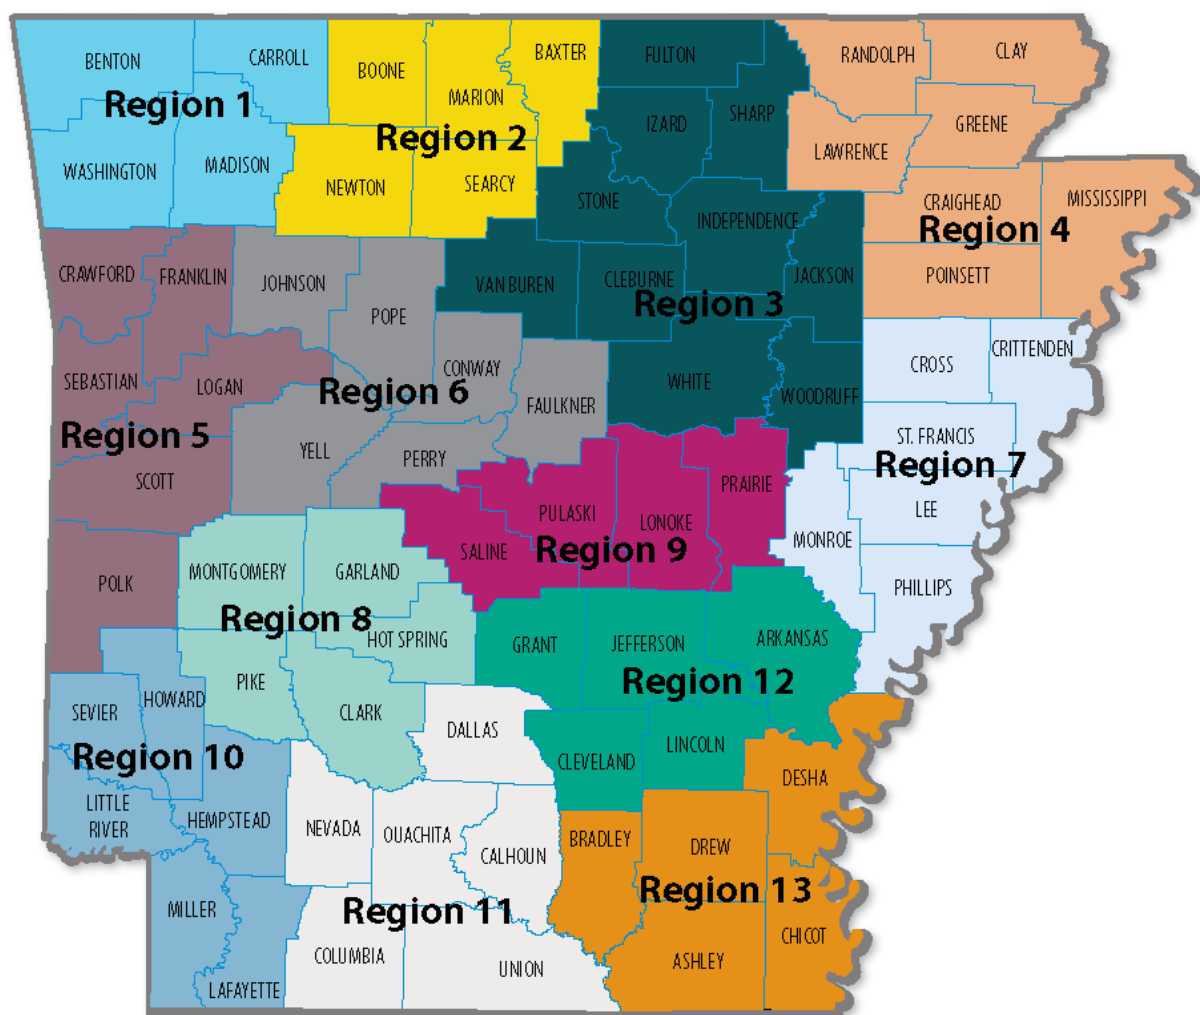 BENTON
CARROLL
Region 1
WASHINGTON
MADISON
BOONE
MARION
BAXTER
Region 2
NEWTON
SEARCY
FULTON
IZARD
SHARP
STONE
INDEPENDENCE
VAN BUREN
CLEBURNE
JACKSON
Region 3
WHITE
WOODRUFF
RANDOLPH
CLAY
GREENE
LAWRENCE
CRAIGHEAD
MISSISSIPPI
Region 4
POINSETT
CRAWFORD
FRANKLIN
SEBASTIAN
LOGAN
Region 5
SCOTT
POLK
JOHNSON
POPE
CONWAY
Region 6
FAULKNER
YELL
PERRY
CROSS
CRITTENDEN
ST. FRANCIS
Region 7
LEE
MONROE
PHILLIPS
MONTGOMERY
GARLAND
Region 8
HOT SPRING
PIKE
CLARK
PRAIRIE
PULASKI
LONOKE
SALINE
Region 9
HOWARD
SEVIER
Region 10
LITTLE
RIVER
HEMPSTEAD
MILLER
LAFAYETTE
DALLAS
NEVADA
OUACHITA
CALHOUN
Region 11
COLUMBIA
UNION
GRANT
JEFFERSON
ARKANSAS
Region 12
CLEVELAND
LINCOLN
DESHA
BRADLEY
DREW
Region 13
CHICOT
ASHLEY